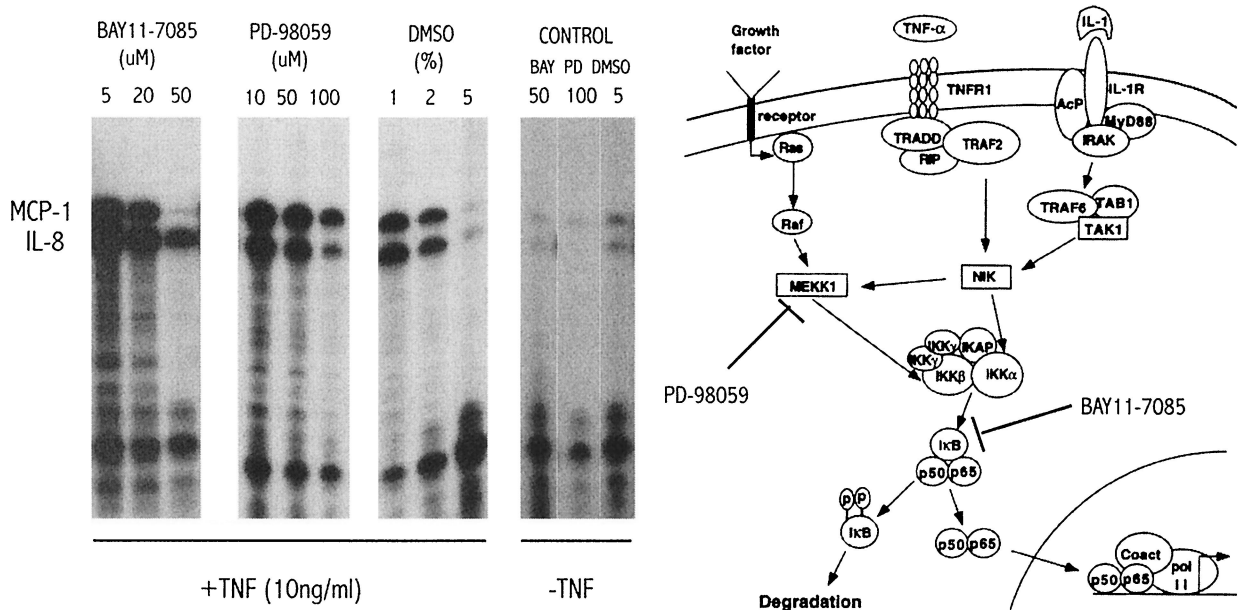 BAY11-7085 PD-98059 DMSO CONTROL
(uM) (uM) (%) BAY PD DMSO
5 20 50 10 50 100 1 2 5 50 100 5
MCP-1
IL-8
+TNF (10ng/ml) -TNF
Growth
factor
receptor
Ras
Raf
MEKK1
PD-98059
TNF-α
TNFR1
TRADD
TRAF2
RIP
NIK
IL-1
IL-1R
AcP
MyD88
IRAK
TRAF6
TAB1
TAK1
IKKγ
IKAP
IKKγ
IKKβ
IKKα
BAY11-7085
IκB
p50 p65
P P
IκB
Degradation
p50 p65
Coact
p50 p65
pol
II